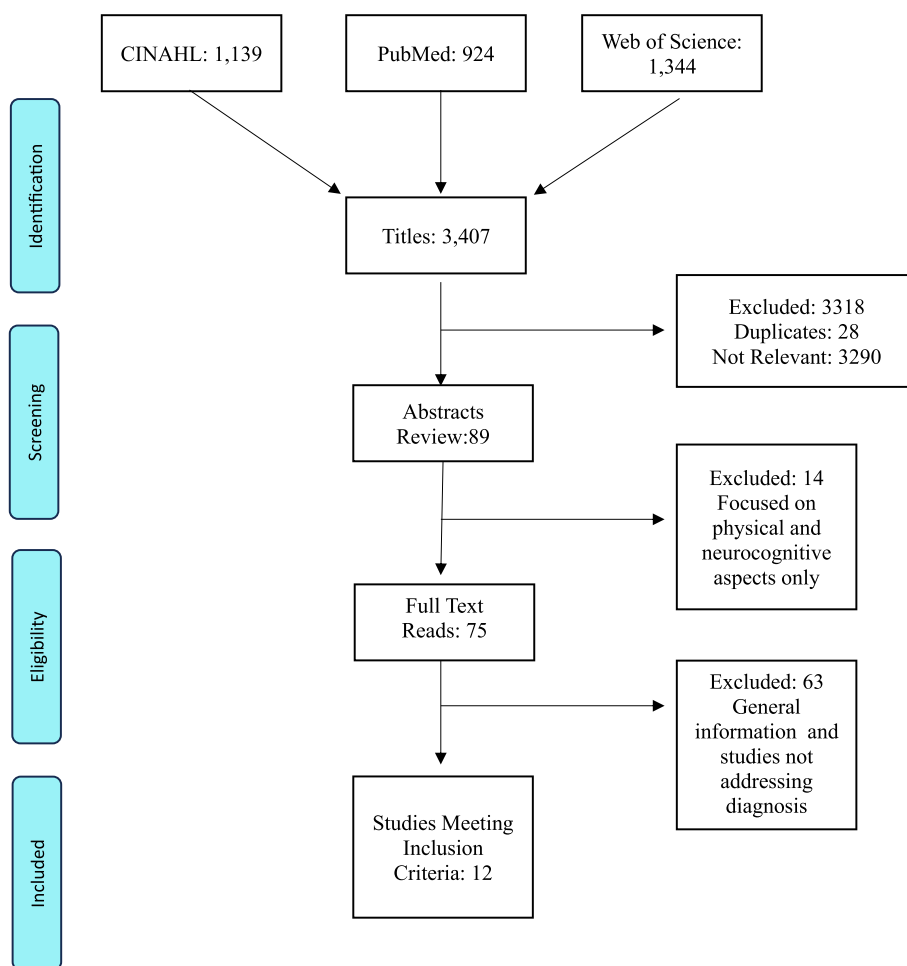 CINAHL: 1,139
PubMed: 924
Web of Science:
1,344
Identification
Titles: 3,407
Excluded: 3318
Duplicates: 28
Not Relevant: 3290
Screening
Abstracts
Review:89
Excluded: 14
Focused on
physical and
neurocognitive
aspects only
Eligibility
Full Text
Reads: 75
Excluded: 63
General
information and
studies not
addressing
diagnosis
Included
Studies Meeting
Inclusion
Criteria: 12